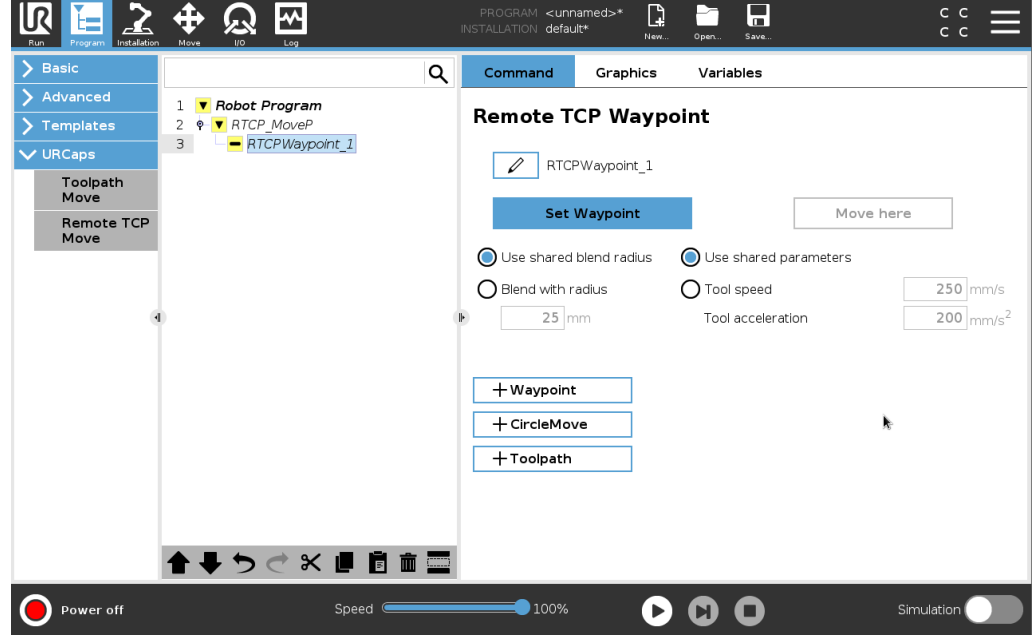 UR
PROGRAM <unnamed>*
INSTALLATION default*
C C
C C
Run
Program
Installation
Move
I/O
Log
New...
Open...
Save...
Basic
Advanced
Templates
URCaps
Toolpath
Move
Remote TCP
Move
1 Robot Program
2 RTCP_MoveP
3 RTCPWaypoint_1
Command
Graphics
Variables
Remote TCP Waypoint
RTCPWaypoint_1
Set Waypoint
Move here
Use shared blend radius
Use shared parameters
Blend with radius
Tool speed
250 mm/s
25 mm
Tool acceleration
200 mm/s²
+Waypoint
+CircleMove
+Toolpath
Power off
Speed
100%
Simulation